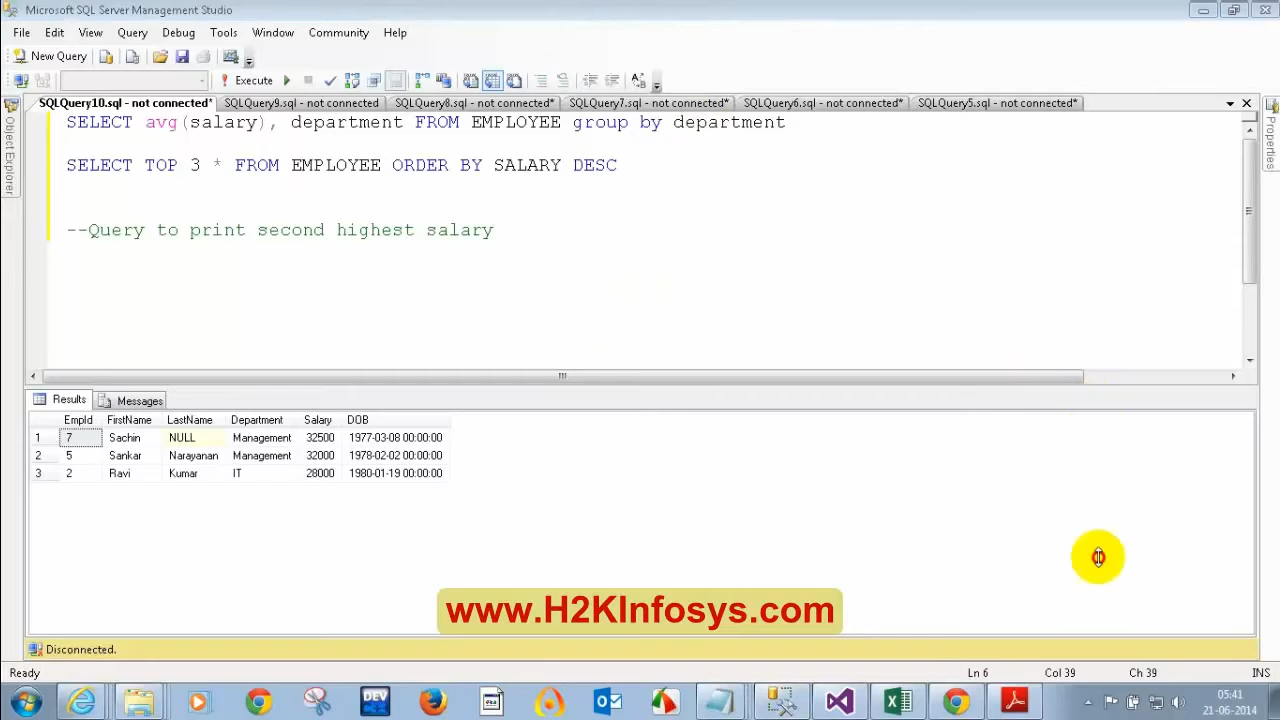 Microsoft SQL Server Management Studio
File Edit View Query Debug Tools Window Community Help
New Query
Execute
SQLQuery10.sql - not connected* SQLQuery9.sql - not connected SQLQuery8.sql - not connected* SQLQuery7.sql - not connected* SQLQuery6.sql - not connected* SQLQuery5.sql - not connected*
Object Explorer
Properties
SELECT avg(salary), department FROM EMPLOYEE group by department
SELECT TOP 3 * FROM EMPLOYEE ORDER BY SALARY DESC
--Query to print second highest salary
Results Messages
EmpId FirstName LastName Department Salary DOB
1 7 Sachin NULL Management 32500 1977-03-08 00:00:00
2 5 Sankar Narayanan Management 32000 1978-02-02 00:00:00
3 2 Ravi Kumar IT 28000 1980-01-19 00:00:00
www.H2KInfosys.com
Disconnected.
Ready Ln 6 Col 39 Ch 39 INS
DEV
05:41
21-06-2014